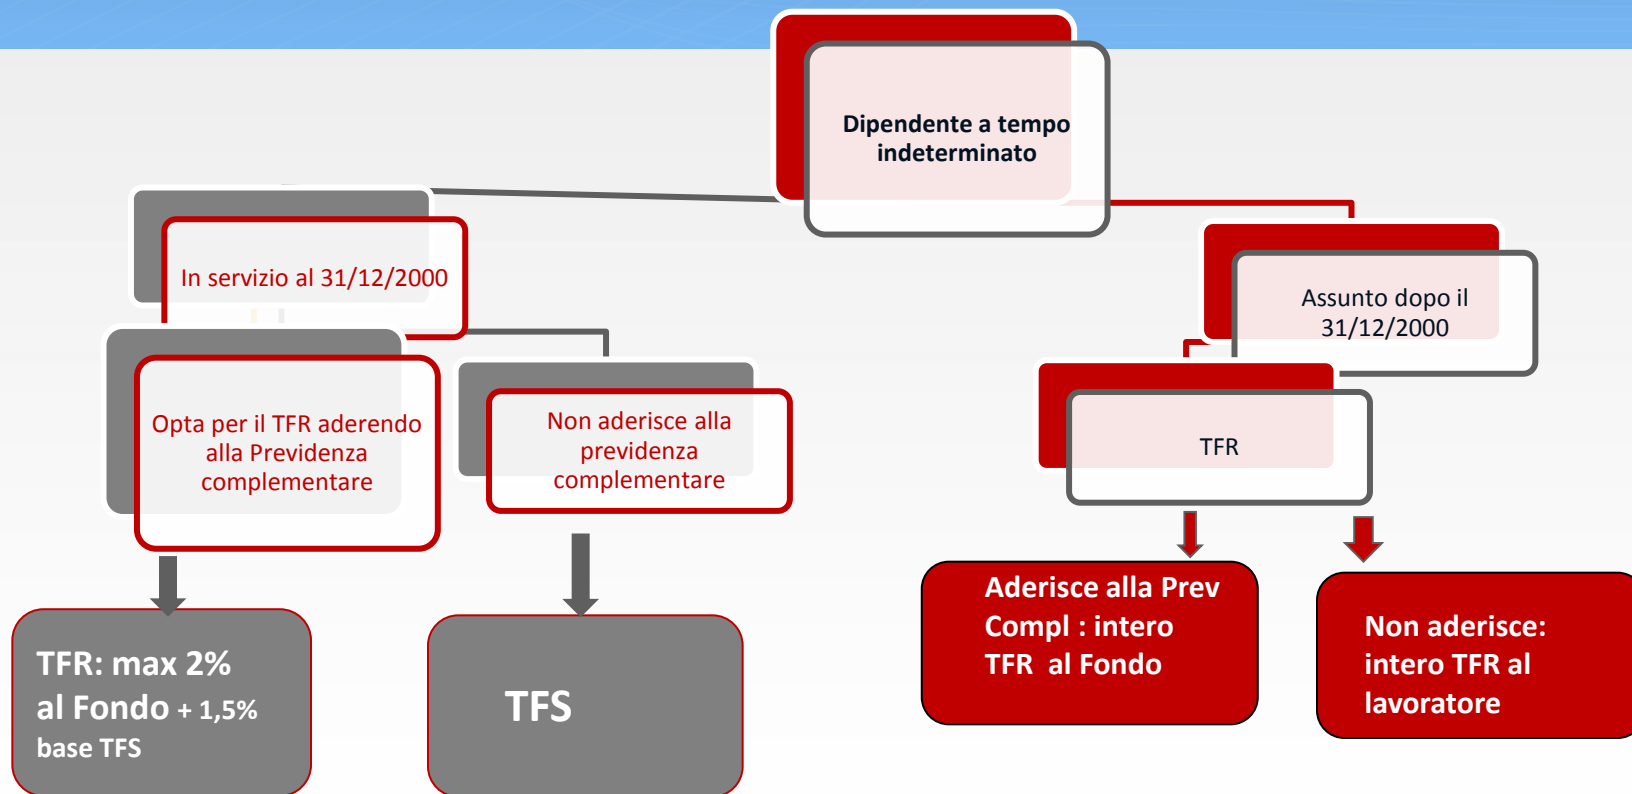 Dipendente a tempo
indeterminato
In servizio al 31/12/2000
Assunto dopo il
31/12/2000
Opta per il TFR aderendo
alla Previdenza
complementare
Non aderisce alla
previdenza
complementare
TFR
TFR: max 2%
al Fondo + 1,5%
base TFS
TFS
Aderisce alla Prev
Compl : intero
TFR al Fondo
Non aderisce:
intero TFR al
lavoratore